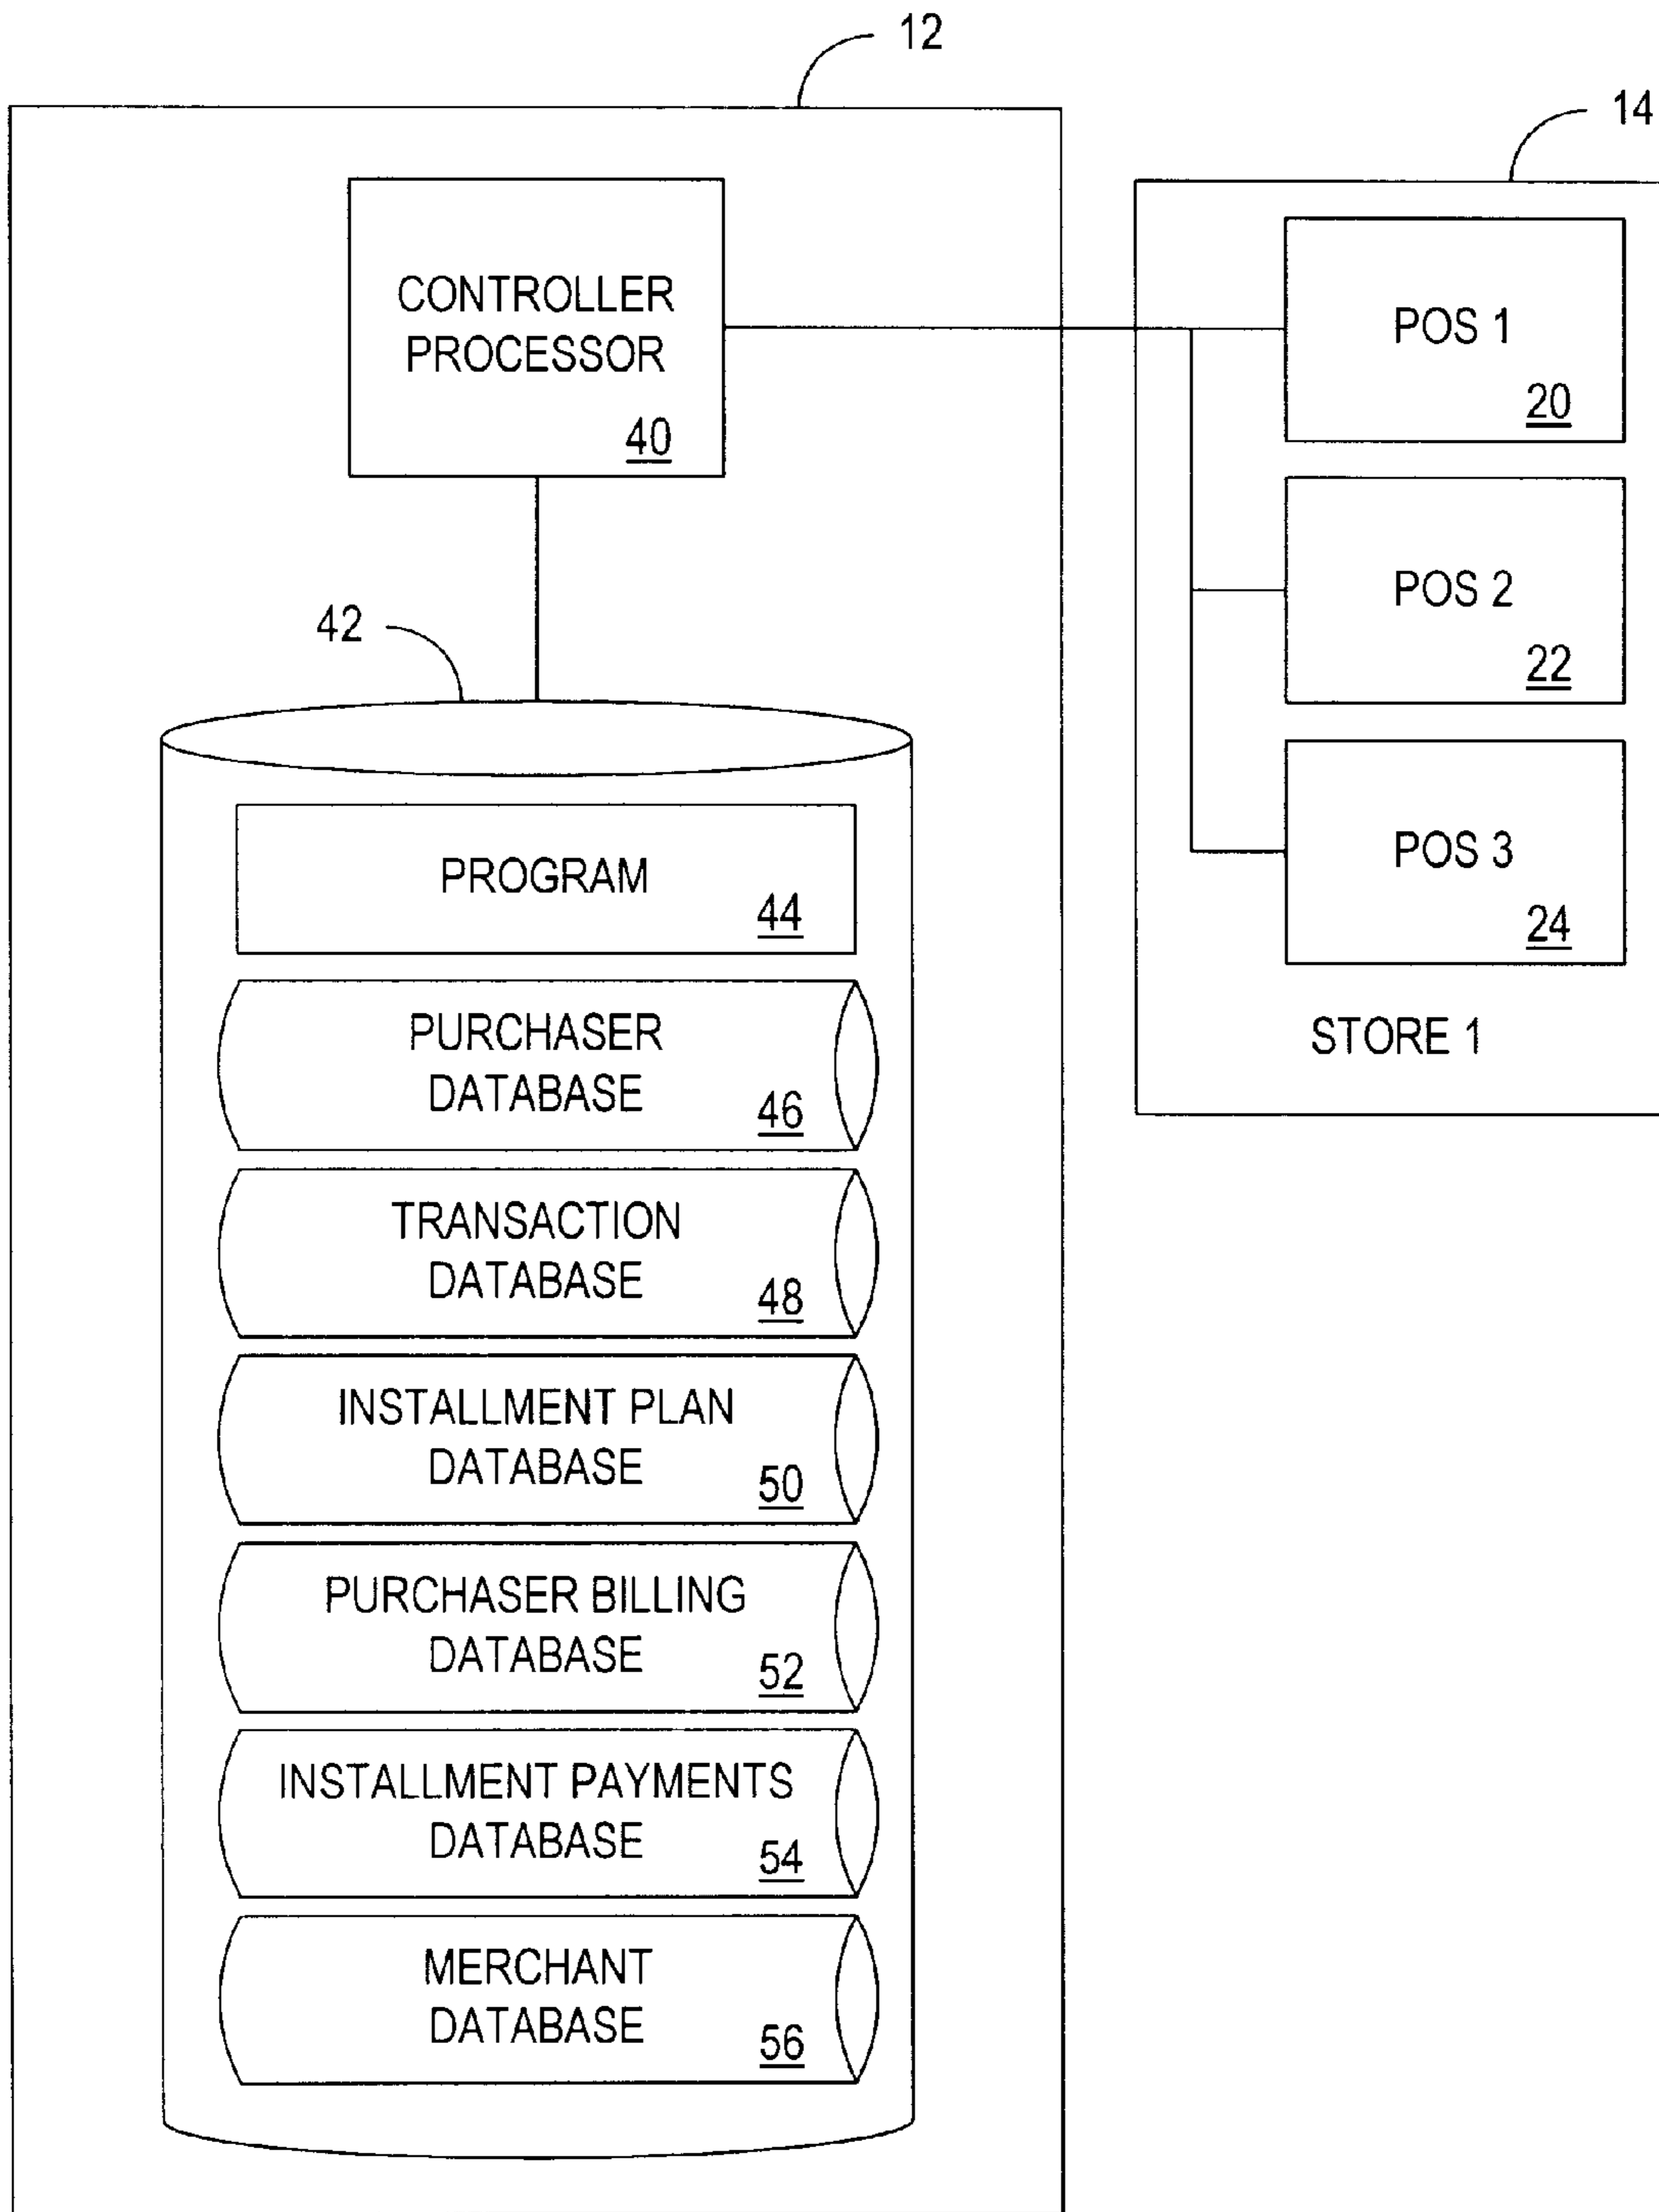 12
14
CONTROLLER
PROCESSOR
40
POS 1
20
POS 2
22
POS 3
24
STORE 1
42
PROGRAM
44
PURCHASER
DATABASE
46
TRANSACTION
DATABASE
48
INSTALLMENT PLAN
DATABASE
50
PURCHASER BILLING
DATABASE
52
INSTALLMENT PAYMENTS
DATABASE
54
MERCHANT
DATABASE
56